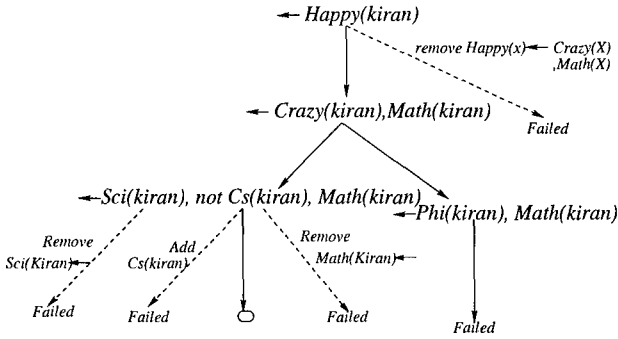 ← Happy(kiran)
remove Happy(x) ← Crazy(X)
,Math(X)
Failed
← Crazy(kiran),Math(kiran)
← Sci(kiran), not Cs(kiran), Math(kiran)
← Phi(kiran), Math(kiran)
Remove
Sci(Kiran) ←
Add
Cs(kiran)
Remove
Math(Kiran) ←
Failed
Failed
Failed
Failed